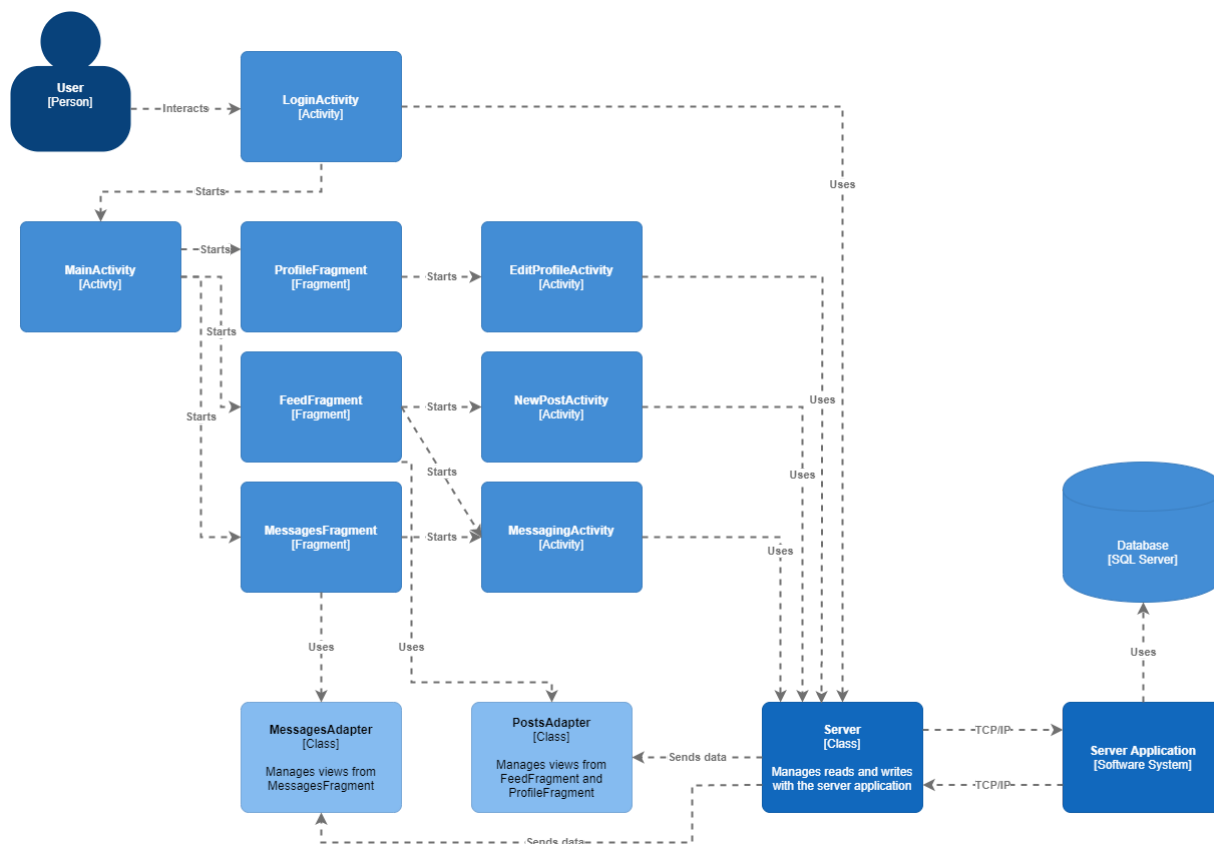 User
[Person]
Interacts
LoginActivity
[Activity]
Uses
Starts
MainActivity
[Activty]
Starts
ProfileFragment
[Fragment]
Starts
EditProfileActivity
[Activity]
Uses
Starts
FeedFragment
[Fragment]
Starts
NewPostActivity
[Activity]
Uses
Starts
Starts
MessagesFragment
[Fragment]
Starts
MessagingActivity
[Activity]
Uses
Database
[SQL Server]
Uses
Uses
Uses
MessagesAdapter
[Class]
Manages views from
MessagesFragment
PostsAdapter
[Class]
Manages views from
FeedFragment and
ProfileFragment
Sends data
Sends data
Server
[Class]
Manages reads and writes
with the server application
TCP/IP
TCP/IP
Server Application
[Software System]